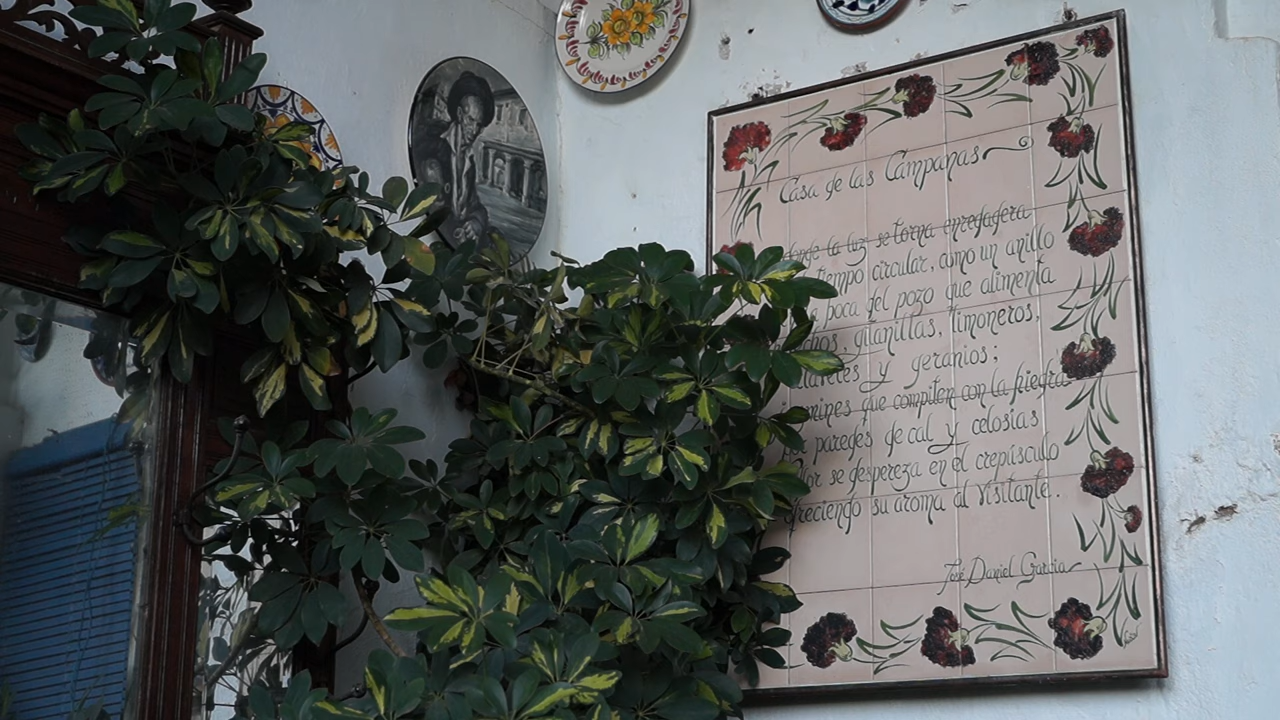 Casa de las Campanas
donde la luz se torna enredadera
tiempo circular, como un anillo
poca del pozo que alimenta
gitanillas, limoneros,
claveles y geranios;
que compiten con la
paredes de cal y celosías
se despereza en el crepúsculo
ofreciendo su aroma al visitante.
José Daniel García